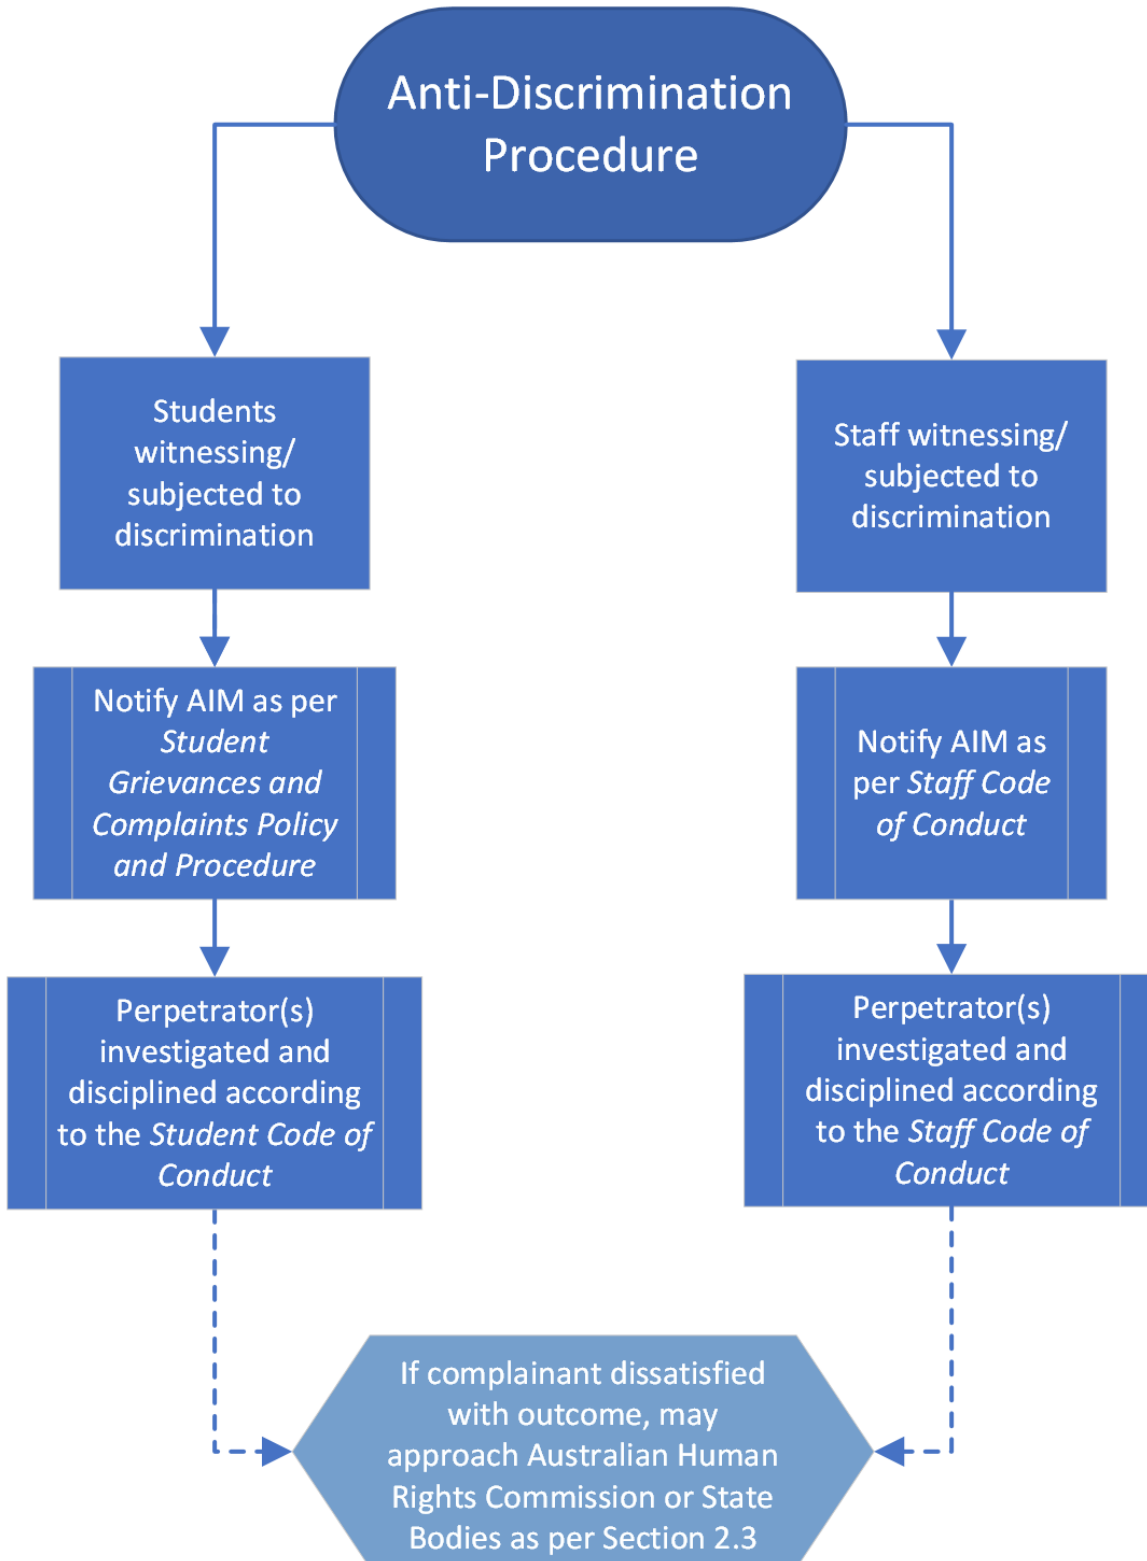 Anti-Discrimination
Procedure
Students
witnessing/
subjected to
discrimination
Notify AIM as per
Student
Grievances and
Complaints Policy
and Procedure
Perpetrator(s)
investigated and
disciplined according
to the Student Code of
Conduct
Staff witnessing/
subjected to
discrimination
Notify AIM as
per Staff Code
of Conduct
Perpetrator(s)
investigated and
disciplined according
to the Staff Code of
Conduct
If complainant dissatisfied
with outcome, may
approach Australian Human
Rights Commission or State
Bodies as per Section 2.3